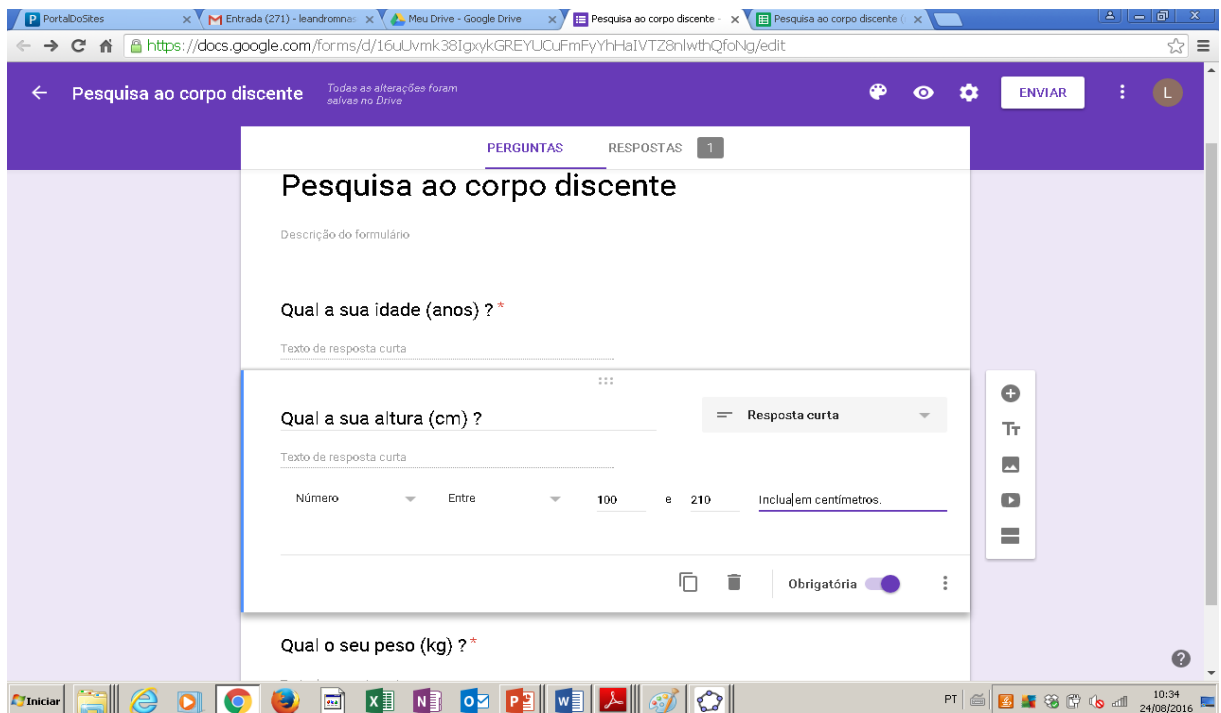 PortalDoSites
Entrada (271) - leandromnas
Meu Drive - Google Drive
Pesquisa ao corpo discente -
Pesquisa ao corpo discente (
https://docs.google.com/forms/d/16uUvmk38IgxykGREYUCuFmFyYhHaIVTZ8nlwthQfoNg/edit
Pesquisa ao corpo discente
Todas as alterações foram
salvas no Drive
ENVIAR
L
PERGUNTAS RESPOSTAS 1
Pesquisa ao corpo discente
Descrição do formulário
Qual a sua idade (anos) ? *
Texto de resposta curta
Qual a sua altura (cm) ?
Resposta curta
Texto de resposta curta
Número Entre 100 e 210 Inclua em centímetros.
Obrigatória
Qual o seu peso (kg) ? *
Iniciar
PT
10:34
24/08/2016